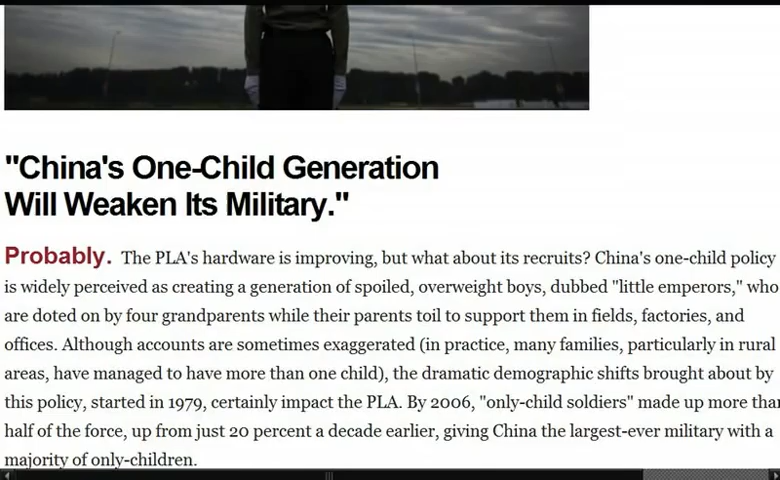 "China's One-Child Generation
Will Weaken Its Military."
Probably. The PLA's hardware is improving, but what about its recruits? China's one-child policy
is widely perceived as creating a generation of spoiled, overweight boys, dubbed "little emperors," who
are doted on by four grandparents while their parents toil to support them in fields, factories, and
offices. Although accounts are sometimes exaggerated (in practice, many families, particularly in rural
areas, have managed to have more than one child), the dramatic demographic shifts brought about by
this policy, started in 1979, certainly impact the PLA. By 2006, "only-child soldiers" made up more than
half of the force, up from just 20 percent a decade earlier, giving China the largest-ever military with a
majority of only-children.